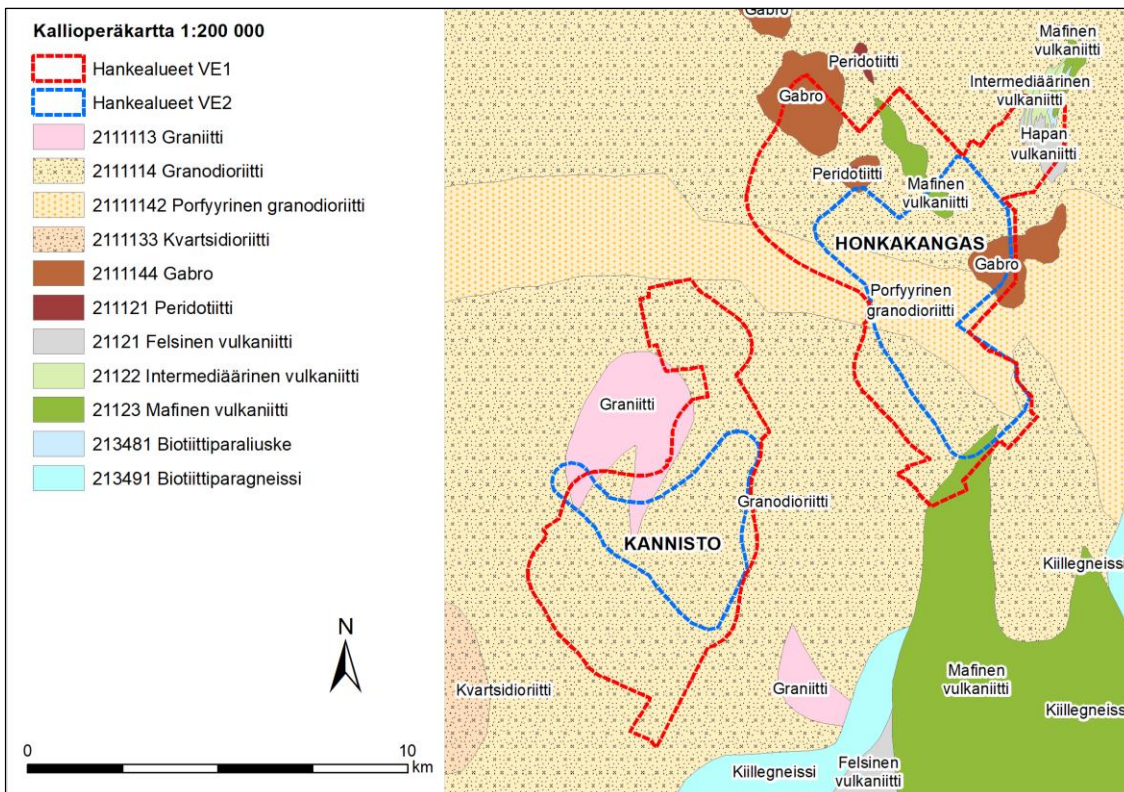 Kallioperäkartta 1:200 000
Hankealueet VE1
Hankealueet VE2
2111113 Graniitti
2111114 Granodioriitti
21111142 Porfyyrinen granodioriitti
2111133 Kvartsidioriitti
2111144 Gabro
211121 Peridotiitti
21121 Felsinen vulkaniitti
21122 Intermediäärinen vulkaniitti
21123 Mafinen vulkaniitti
213481 Biotiittiparaliuske
213491 Biotiittiparagneissi
N
0
10
km
Gabro
Mafinen
vulkaniitti
Peridotiitti
Intermediäärinen
vulkaniitti
Gabro
Hapan
vulkaniitti
Peridotiitti
Mafinen
vulkaniitti
HONKAKANGAS
Gabro
Porfyyrinen
granodioriitti
Graniitti
Granodioriitti
KANNISTO
Kiillegneissi
Kvartsidioriitti
Graniitti
Mafinen
vulkaniitti
Kiillegneissi
Kiillegneissi
Felsinen
vulkaniitti